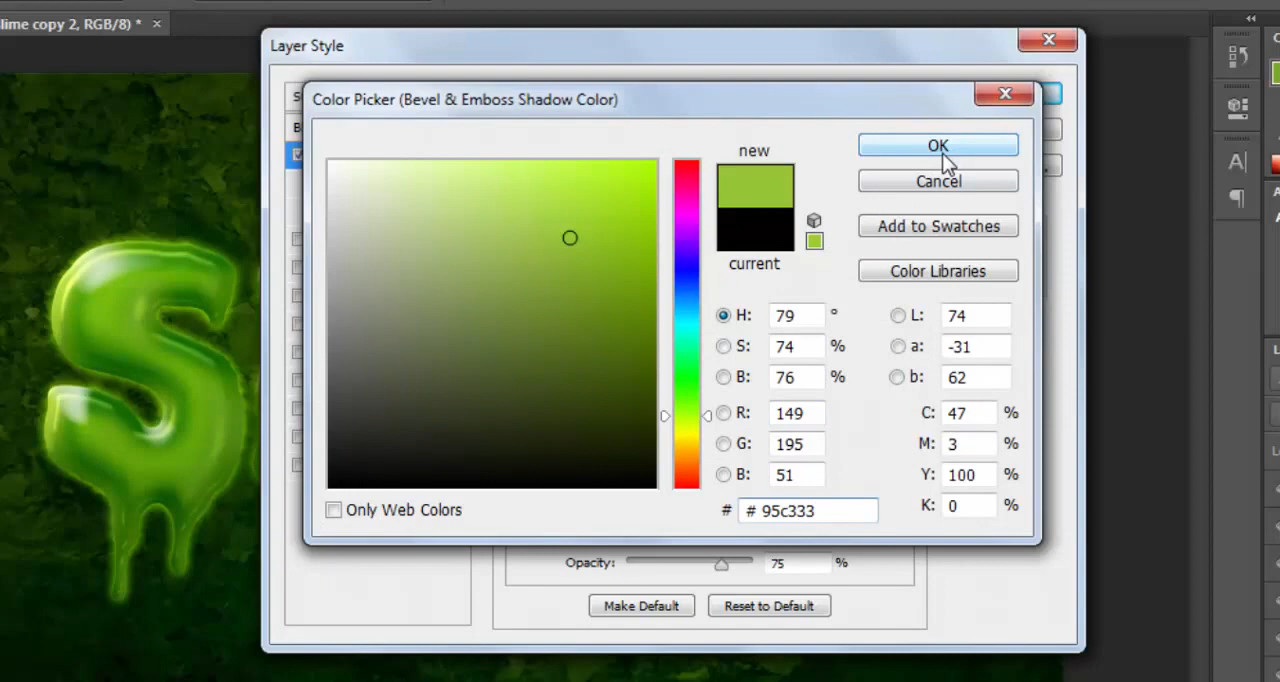 lime copy 2, RGB/8) * ×
Layer Style
Color Picker (Bevel & Emboss Shadow Color)
new
current
OK
Cancel
Add to Swatches
Color Libraries
H: 79 °
S: 74 %
B: 76 %
R: 149
G: 195
B: 51
L: 74
a: -31
b: 62
C: 47 %
M: 3 %
Y: 100 %
K: 0 %
# # 95c333
Only Web Colors
Opacity: 75 %
Make Default
Reset to Default
S
A